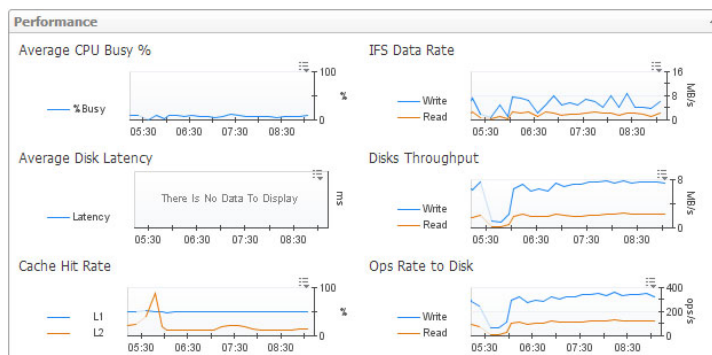 Performance
Average CPU Busy %
100
% Busy
0
%
05:30 06:30 07:30 08:30
IFS Data Rate
16
Write
8
Read
0
MB/s
05:30 06:30 07:30 08:30
Average Disk Latency
There Is No Data To Display
Latency
ms
05:30 06:30 07:30 08:30
Disks Throughput
8
Write
Read
0
MB/s
05:30 06:30 07:30 08:30
Cache Hit Rate
100
L1
L2
0
%
05:30 06:30 07:30 08:30
Ops Rate to Disk
400
Write
200
Read
0
ops/s
05:30 06:30 07:30 08:30